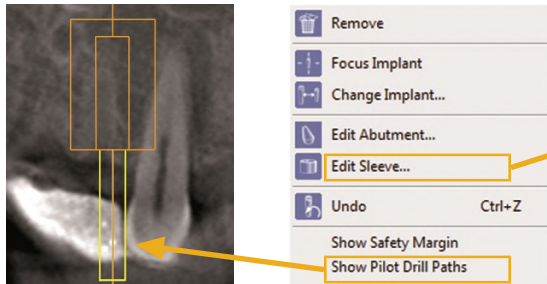 Remove
Focus Implant
Change Implant...
Edit Abutment...
Edit Sleeve...
Undo Ctrl+Z
Show Safety Margin
Show Pilot Drill Paths